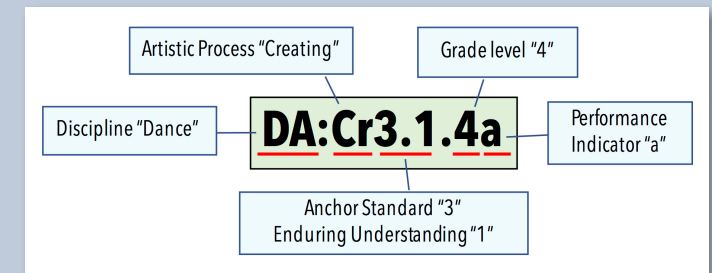 Artistic Process "Creating"
Grade level "4"
Discipline "Dance"
DA:Cr3.1.4a
Performance
Indicator "a"
Anchor Standard "3"
Enduring Understanding "1"